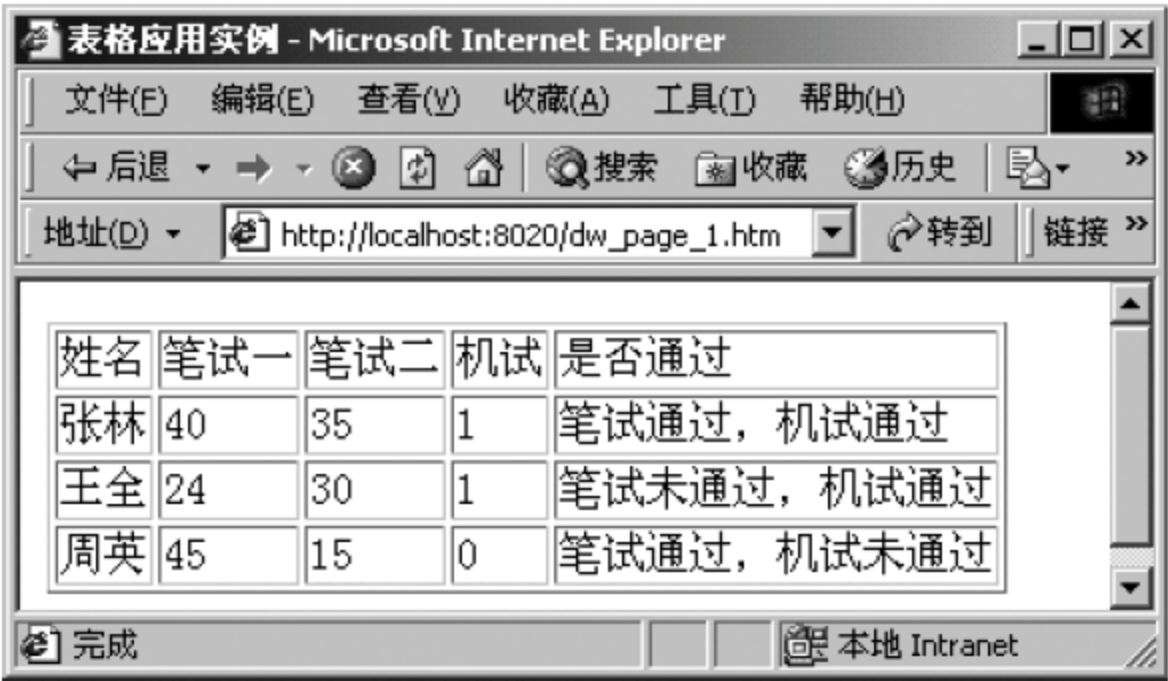 表格应用实例 - Microsoft Internet Explorer
文件(F) 编辑(E) 查看(V) 收藏(A) 工具(T) 帮助(H)
后退 搜索 收藏 历史 »
地址(D) http://localhost:8020/dw_page_1.htm 转到 链接 »
姓名 笔试一 笔试二 机试 是否通过
张林 40 35 1 笔试通过，机试通过
王全 24 30 1 笔试未通过，机试通过
周英 45 15 0 笔试通过，机试未通过
完成 本地 Intranet